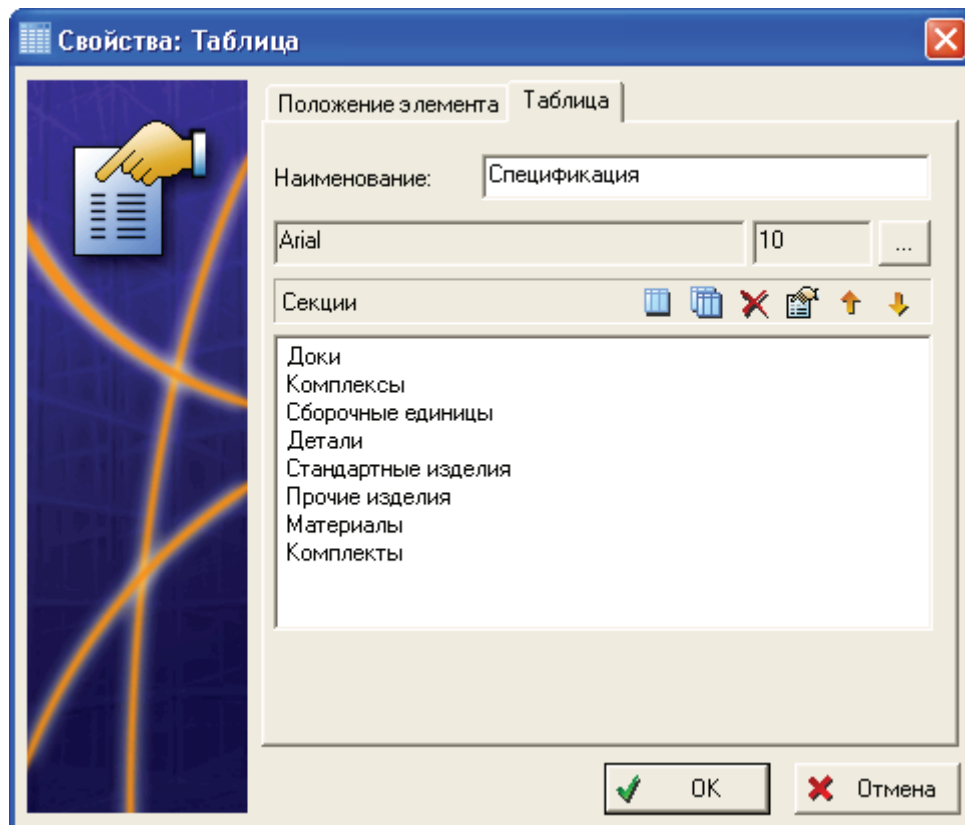 Свойства: Таблица
Положение элемента Таблица
Наименование: Спецификация
Arial 10 ...
Секции
Доки
Комплексы
Сборочные единицы
Детали
Стандартные изделия
Прочие изделия
Материалы
Комплекты
OK Отмена